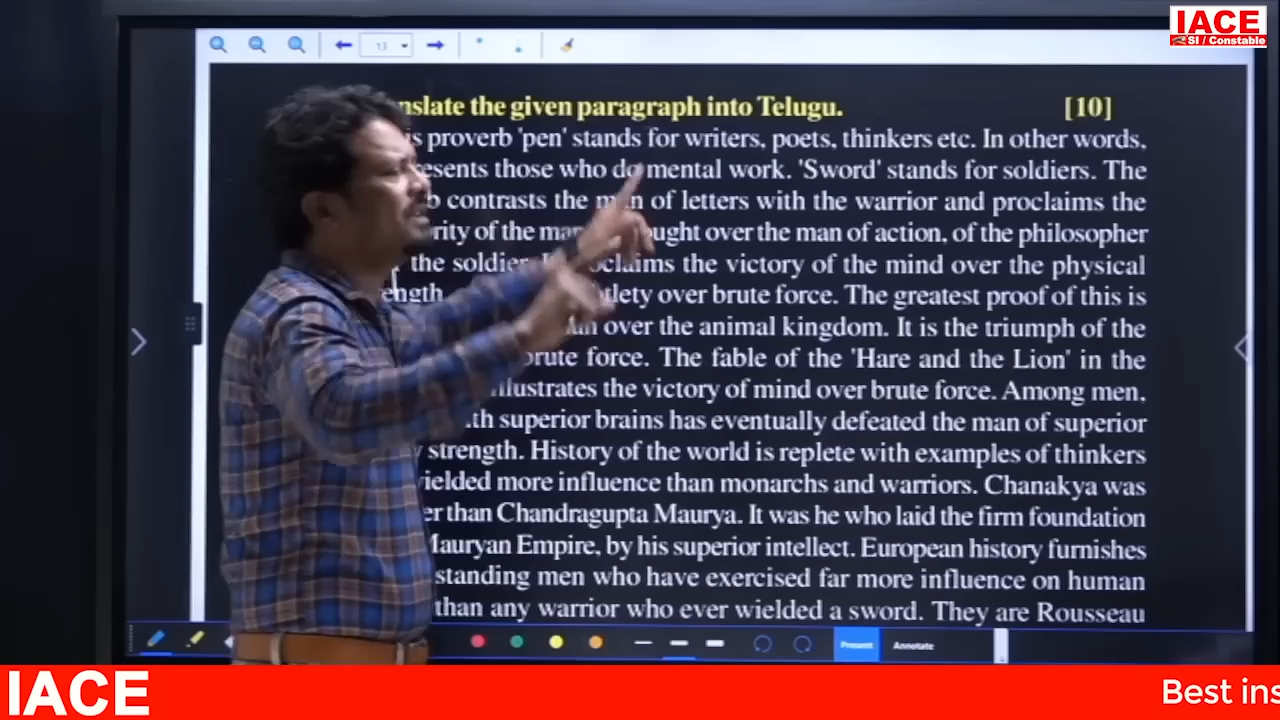 IACE
SI / Constable
13
nslate the given paragraph into Telugu. [10]
is proverb 'pen' stands for writers, poets, thinkers etc. In other words,
esents those who do mental work. 'Sword' stands for soldiers. The
b contrasts the man of letters with the warrior and proclaims the
rity of the man ought over the man of action, of the philosopher
the soldier. claims the victory of the mind over the physical
ength tlety over brute force. The greatest proof of this is
over the animal kingdom. It is the triumph of the
brute force. The fable of the 'Hare and the Lion' in the
illustrates the victory of mind over brute force. Among men,
th superior brains has eventually defeated the man of superior
strength. History of the world is replete with examples of thinkers
ielded more influence than monarchs and warriors. Chanakya was
er than Chandragupta Maurya. It was he who laid the firm foundation
Mauryan Empire, by his superior intellect. European history furnishes
standing men who have exercised far more influence on human
than any warrior who ever wielded a sword. They are Rousseau
Present Annotate
IACE Best ins